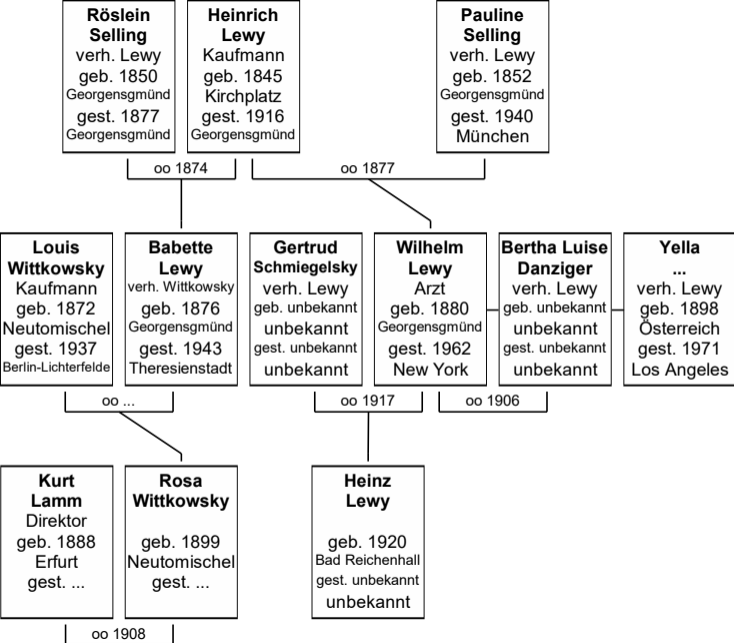 Röslein
Selling
verh. Lewy
geb. 1850
Georgensgmünd
gest. 1877
Georgensgmünd
Heinrich
Lewy
Kaufmann
geb. 1845
Kirchplatz
gest. 1916
Georgensgmünd
Pauline
Selling
verh. Lewy
geb. 1852
Georgensgmünd
gest. 1940
München
oo 1874
oo 1877
Louis
Wittkowsky
Kaufmann
geb. 1872
Neutomischel
gest. 1937
Berlin-Lichterfelde
Babette
Lewy
verh. Wittkowsky
geb. 1876
Georgensgmünd
gest. 1943
Theresienstadt
Gertrud
Schmiegelsky
verh. Lewy
geb. unbekannt
unbekannt
gest. unbekannt
unbekannt
Wilhelm
Lewy
Arzt
geb. 1880
Georgensgmünd
gest. 1962
New York
Bertha Luise
Danziger
verh. Lewy
geb. unbekannt
unbekannt
gest. unbekannt
unbekannt
Yella
...
verh. Lewy
geb. 1898
Österreich
gest. 1971
Los Angeles
oo ...
oo 1917
oo 1906
Kurt
Lamm
Direktor
geb. 1888
Erfurt
gest. ...
Rosa
Wittkowsky
geb. 1899
Neutomischel
gest. ...
Heinz
Lewy
geb. 1920
Bad Reichenhall
gest. unbekannt
unbekannt
oo 1908